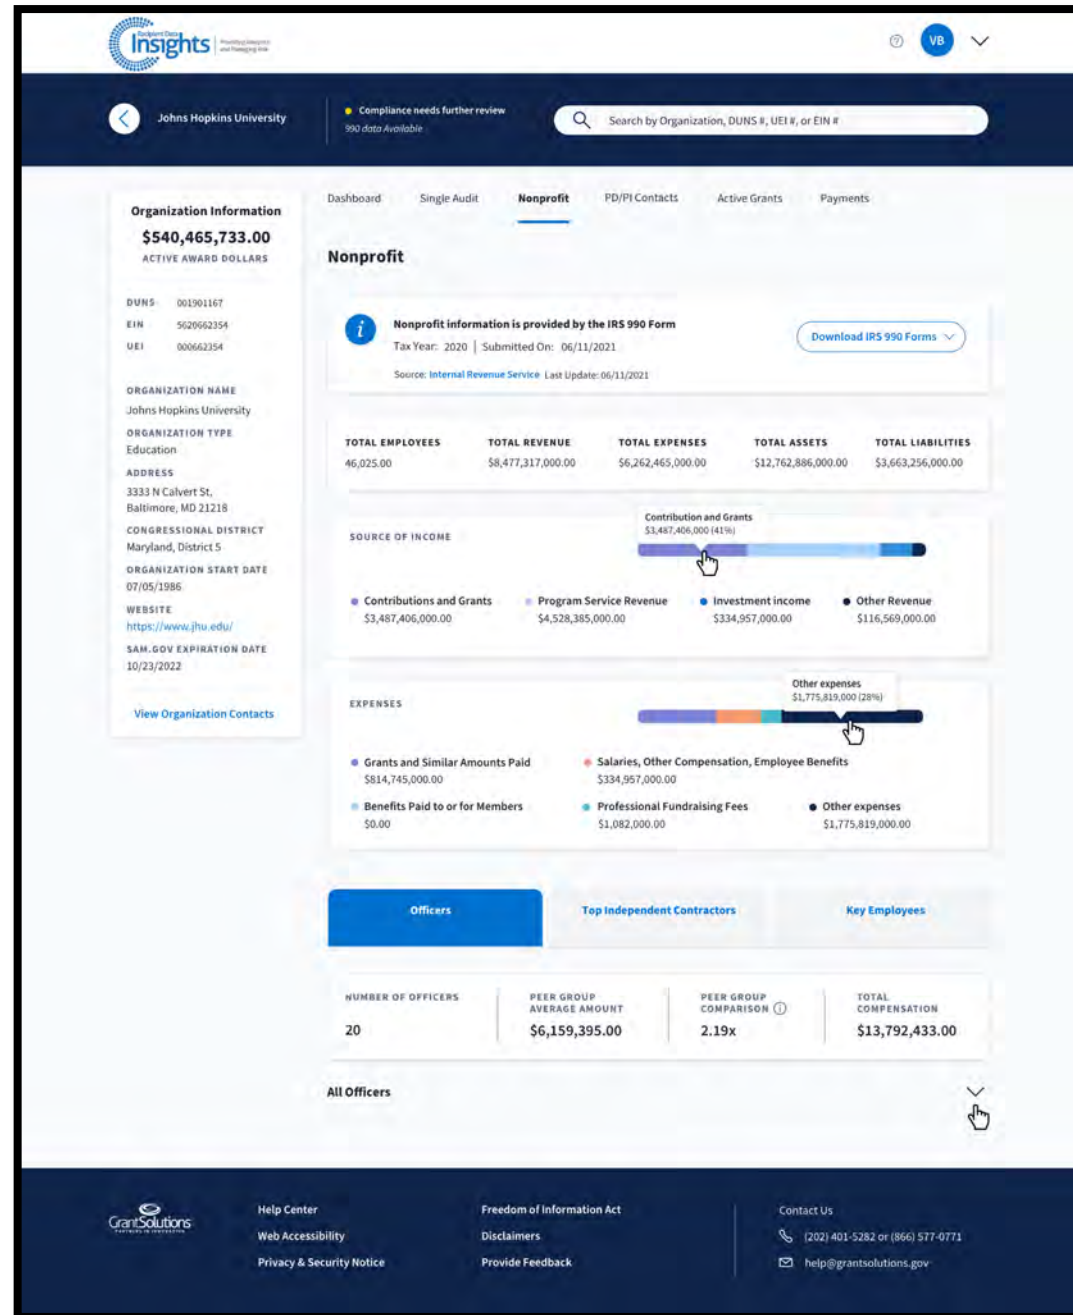 Recipient Data
Insights
Providing Integrity
and Managing Risk
VB
Johns Hopkins University
Compliance needs further review
990 data Available
Search by Organization, DUNS #, UEI #, or EIN #
Organization Information
$540,465,733.00
ACTIVE AWARD DOLLARS
DUNS 001901167
EIN 5620662354
UEI 000662354
ORGANIZATION NAME
Johns Hopkins University
ORGANIZATION TYPE
Education
ADDRESS
3333 N Calvert St,
Baltimore, MD 21218
CONGRESSIONAL DISTRICT
Maryland, District 5
ORGANIZATION START DATE
07/05/1986
WEBSITE
https://www.jhu.edu/
SAM.GOV EXPIRATION DATE
10/23/2022
View Organization Contacts
Dashboard Single Audit Nonprofit PD/PI Contacts Active Grants Payments
Nonprofit
i
Nonprofit information is provided by the IRS 990 Form
Tax Year: 2020 | Submitted On: 06/11/2021
Source: Internal Revenue Service Last Update: 06/11/2021
Download IRS 990 Forms
TOTAL EMPLOYEES TOTAL REVENUE TOTAL EXPENSES TOTAL ASSETS TOTAL LIABILITIES
46,025.00 $8,477,317,000.00 $6,262,465,000.00 $12,762,886,000.00 $3,663,256,000.00
SOURCE OF INCOME
Contribution and Grants
$3,487,406,000 (41%)
Contributions and Grants Program Service Revenue Investment income Other Revenue
$3,487,406,000.00 $4,528,385,000.00 $334,957,000.00 $116,569,000.00
EXPENSES
Other expenses
$1,775,819,000 (28%)
Grants and Similar Amounts Paid Salaries, Other Compensation, Employee Benefits
$814,745,000.00 $334,957,000.00
Benefits Paid to or for Members Professional Fundraising Fees Other expenses
$0.00 $1,082,000.00 $1,775,819,000.00
Officers Top Independent Contractors Key Employees
NUMBER OF OFFICERS
20
PEER GROUP
AVERAGE AMOUNT
$6,159,395.00
PEER GROUP
COMPARISON
2.19x
TOTAL
COMPENSATION
$13,792,433.00
All Officers
GrantSolutions
PARTNERS IN INNOVATION
Help Center
Web Accessibility
Privacy & Security Notice
Freedom of Information Act
Disclaimers
Provide Feedback
Contact Us
(202) 401-5282 or (866) 577-0771
help@grantsolutions.gov